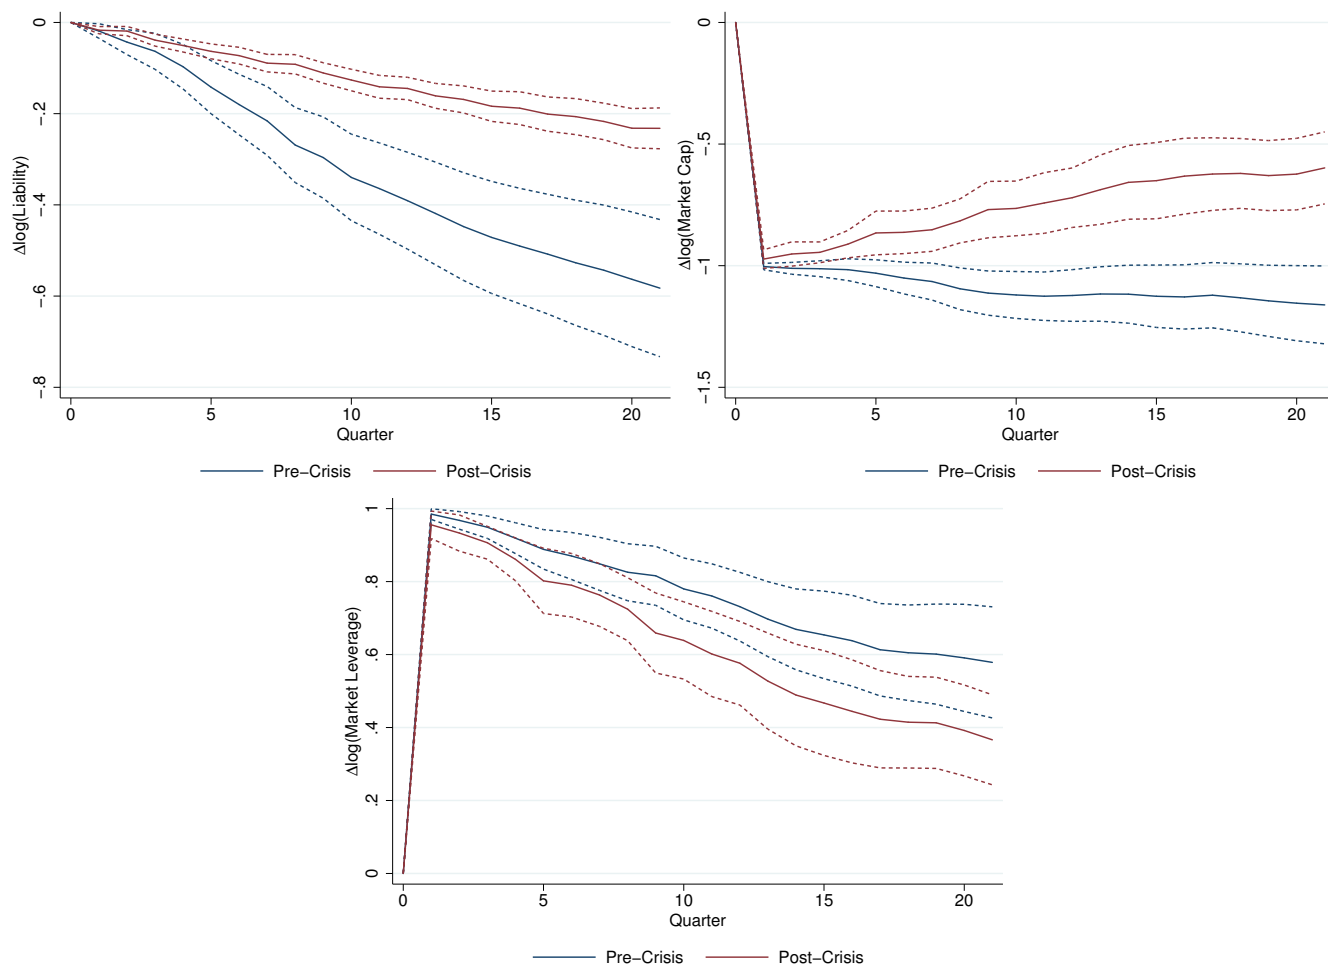 Δlog(Liability)
0
−.2
−.4
−.6
−.8
0 5 10 15 20
Quarter
Pre−Crisis Post−Crisis
Δlog(Market Cap)
0
−.5
−1
−1.5
0 5 10 15 20
Quarter
Pre−Crisis Post−Crisis
Δlog(Market Leverage)
1
.8
.6
.4
.2
0
0 5 10 15 20
Quarter
Pre−Crisis Post−Crisis